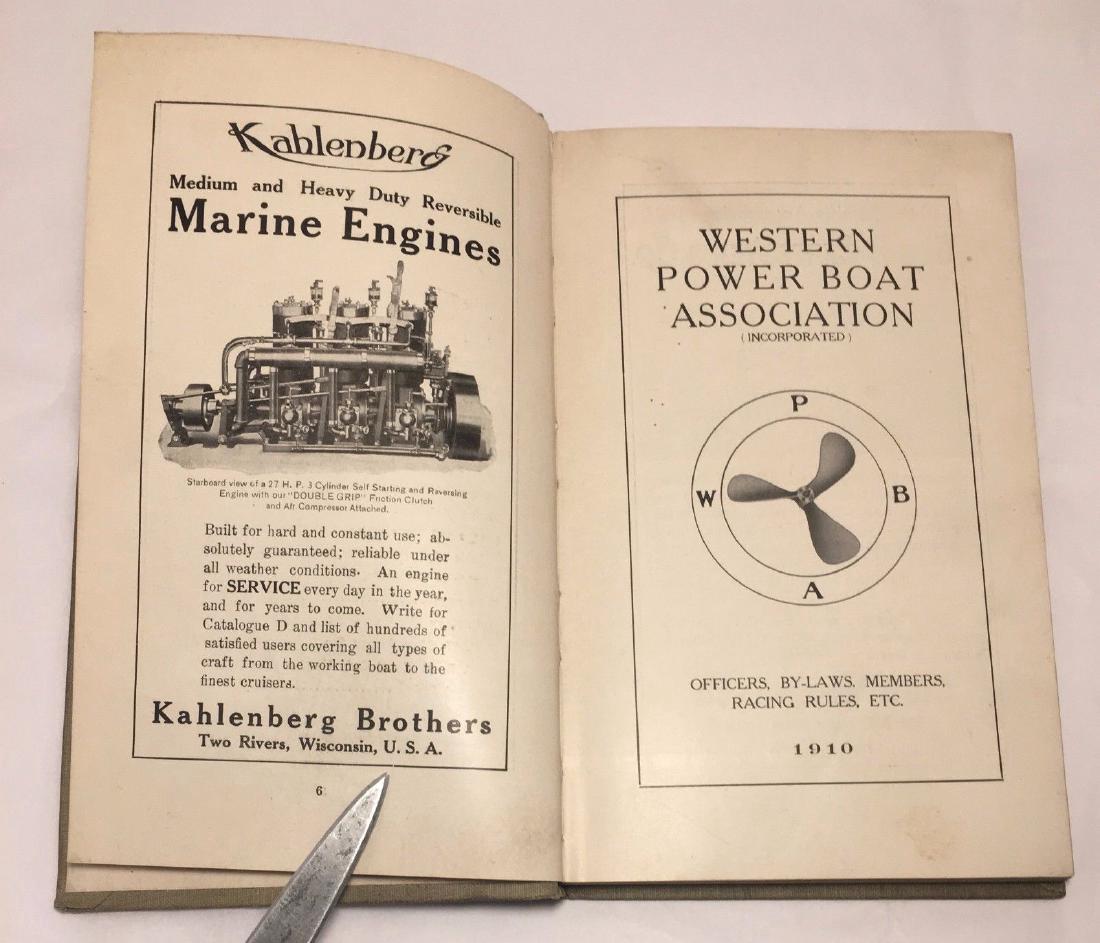 Kahlenberg
Medium and Heavy Duty Reversible
Marine Engines
Starboard view of a 27 H. P. 3 Cylinder Self Starting and Reversing
Engine with our "DOUBLE GRIP" Friction Clutch
and Air Compressor Attached.
Built for hard and constant use; ab-
solutely guaranteed; reliable under
all weather conditions. An engine
for SERVICE every day in the year,
and for years to come. Write for
Catalogue D and list of hundreds of
satisfied users covering all types of
craft from the working boat to the
finest cruisers.
Kahlenberg Brothers
Two Rivers, Wisconsin, U. S. A.
6
WESTERN
POWER BOAT
ASSOCIATION
(INCORPORATED)
P
W
B
A
OFFICERS, BY-LAWS. MEMBERS,
RACING RULES, ETC.
1910